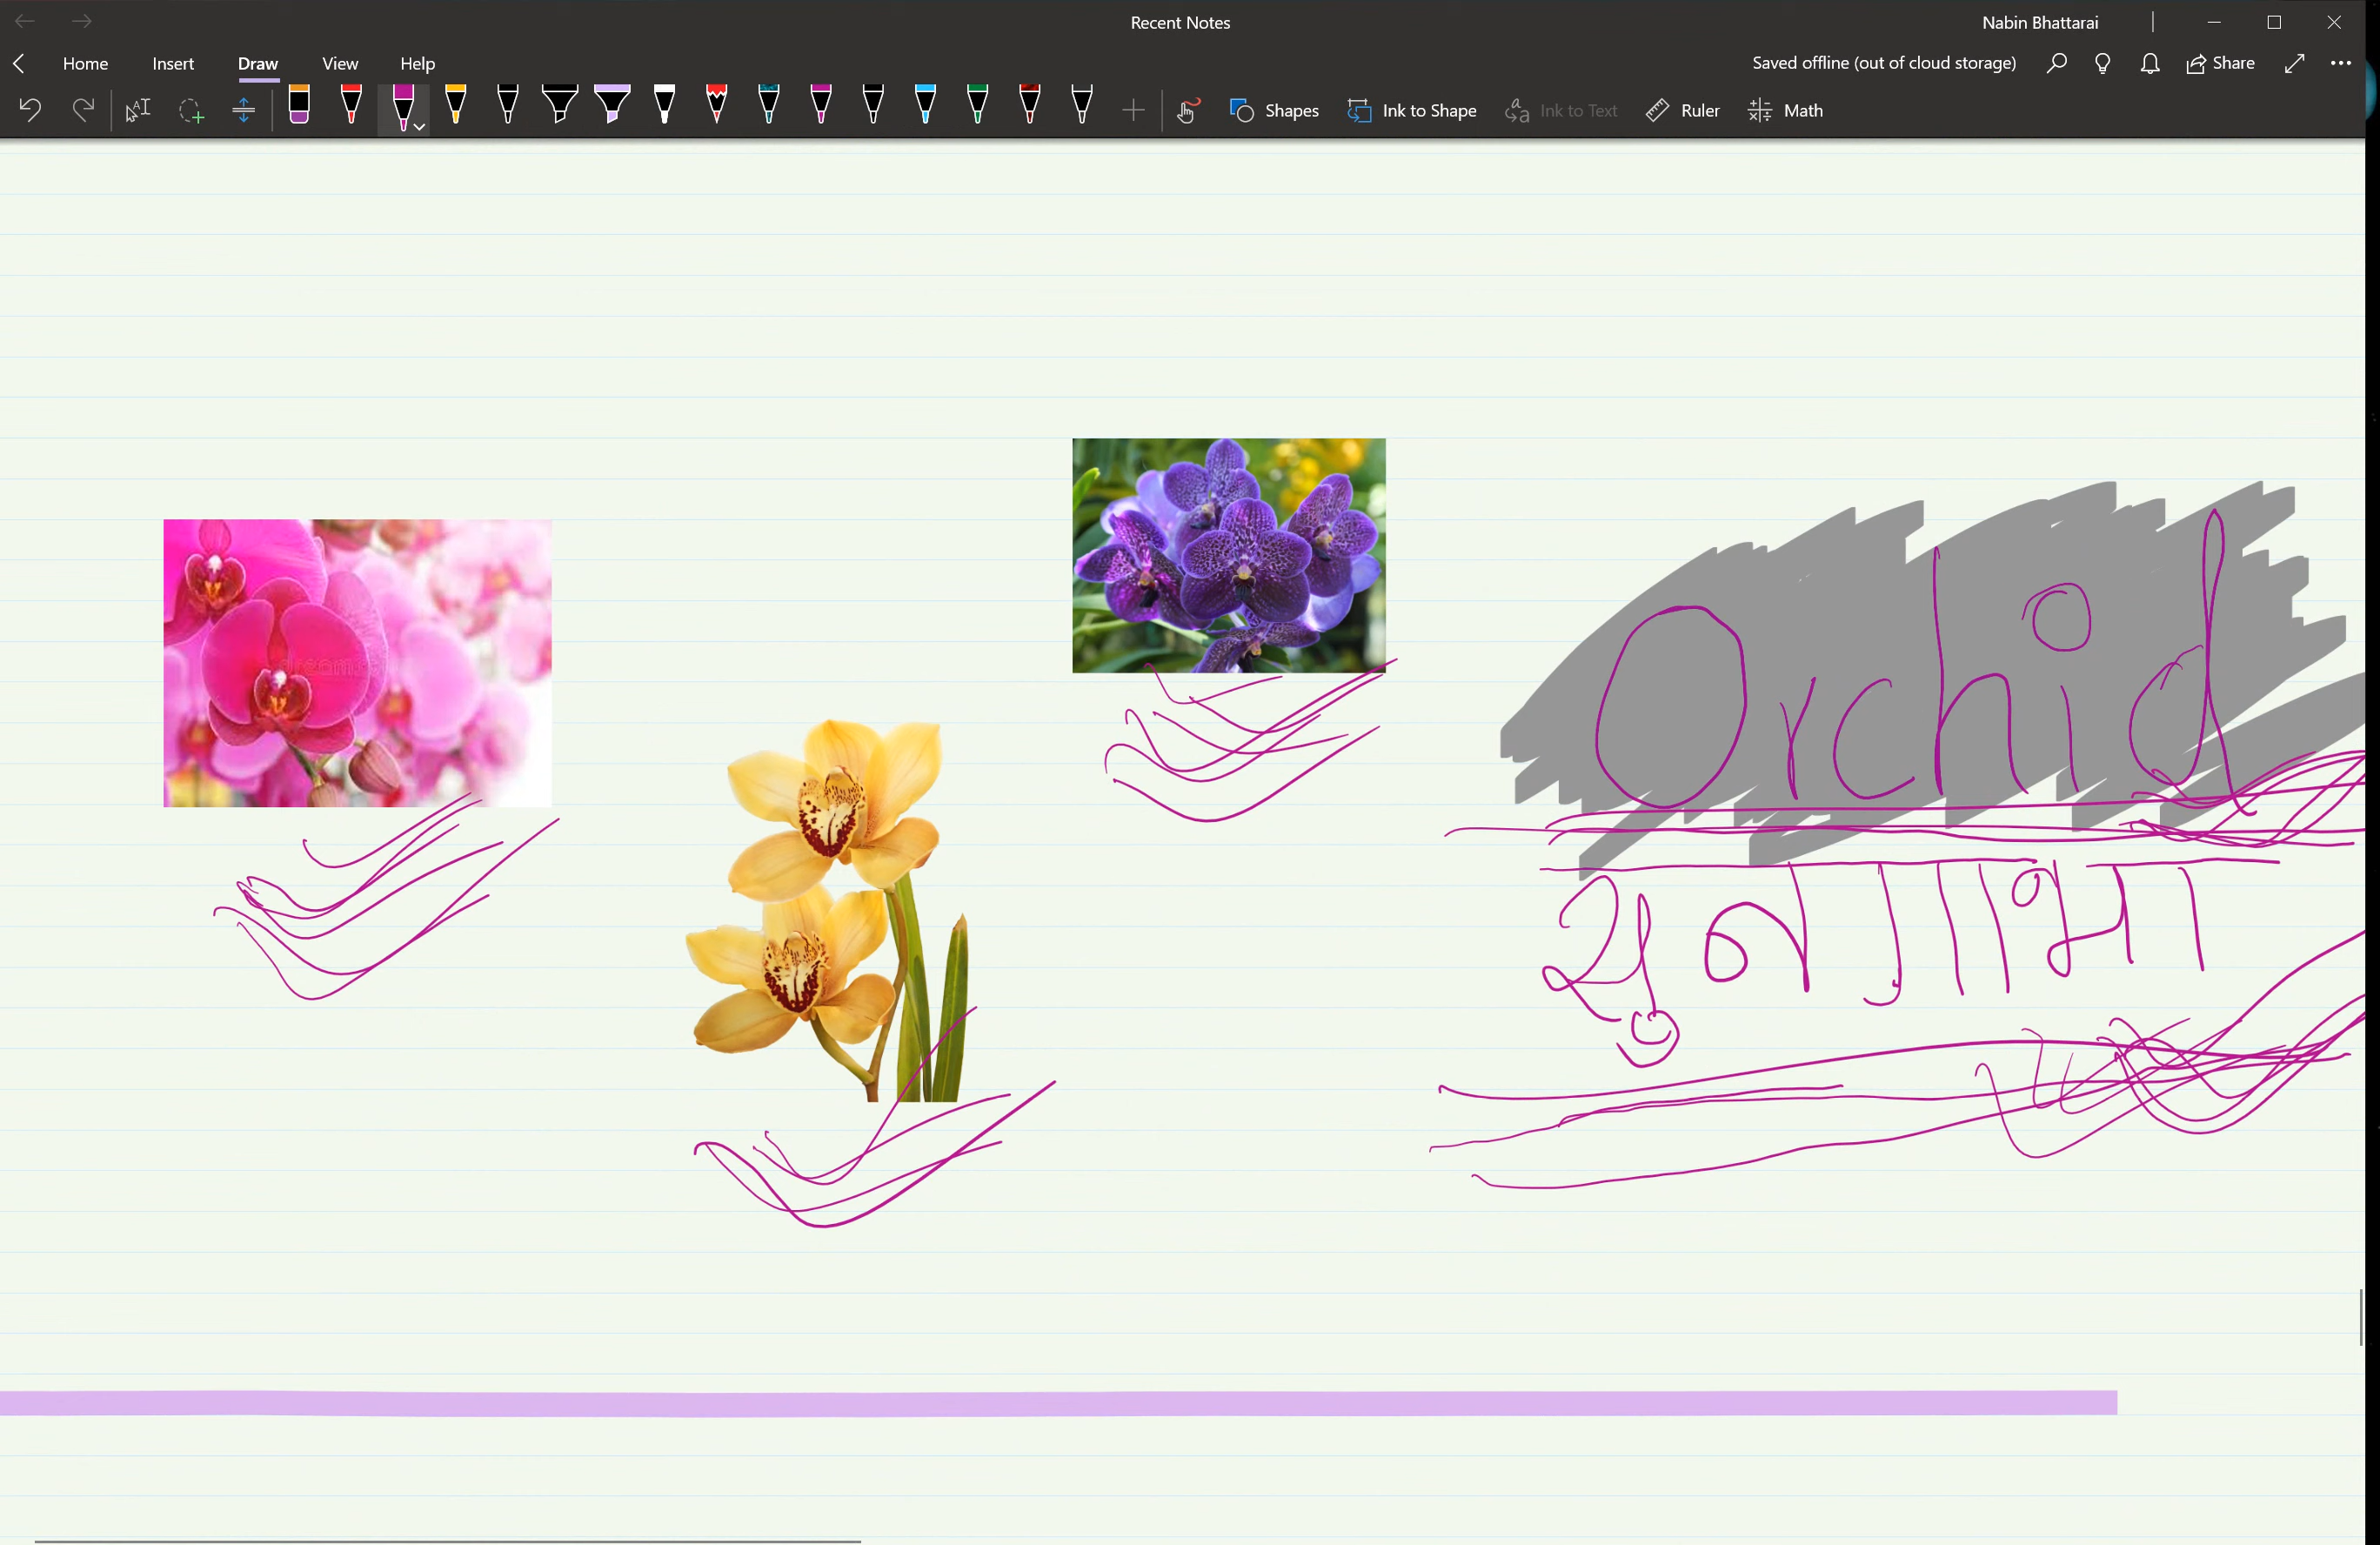 Recent Notes Nabin Bhattarai
Home Insert Draw View Help Saved offline (out of cloud storage) Share
Shapes Ink to Shape Ink to Text Ruler Math
dream
Orchid
सुनगाभा